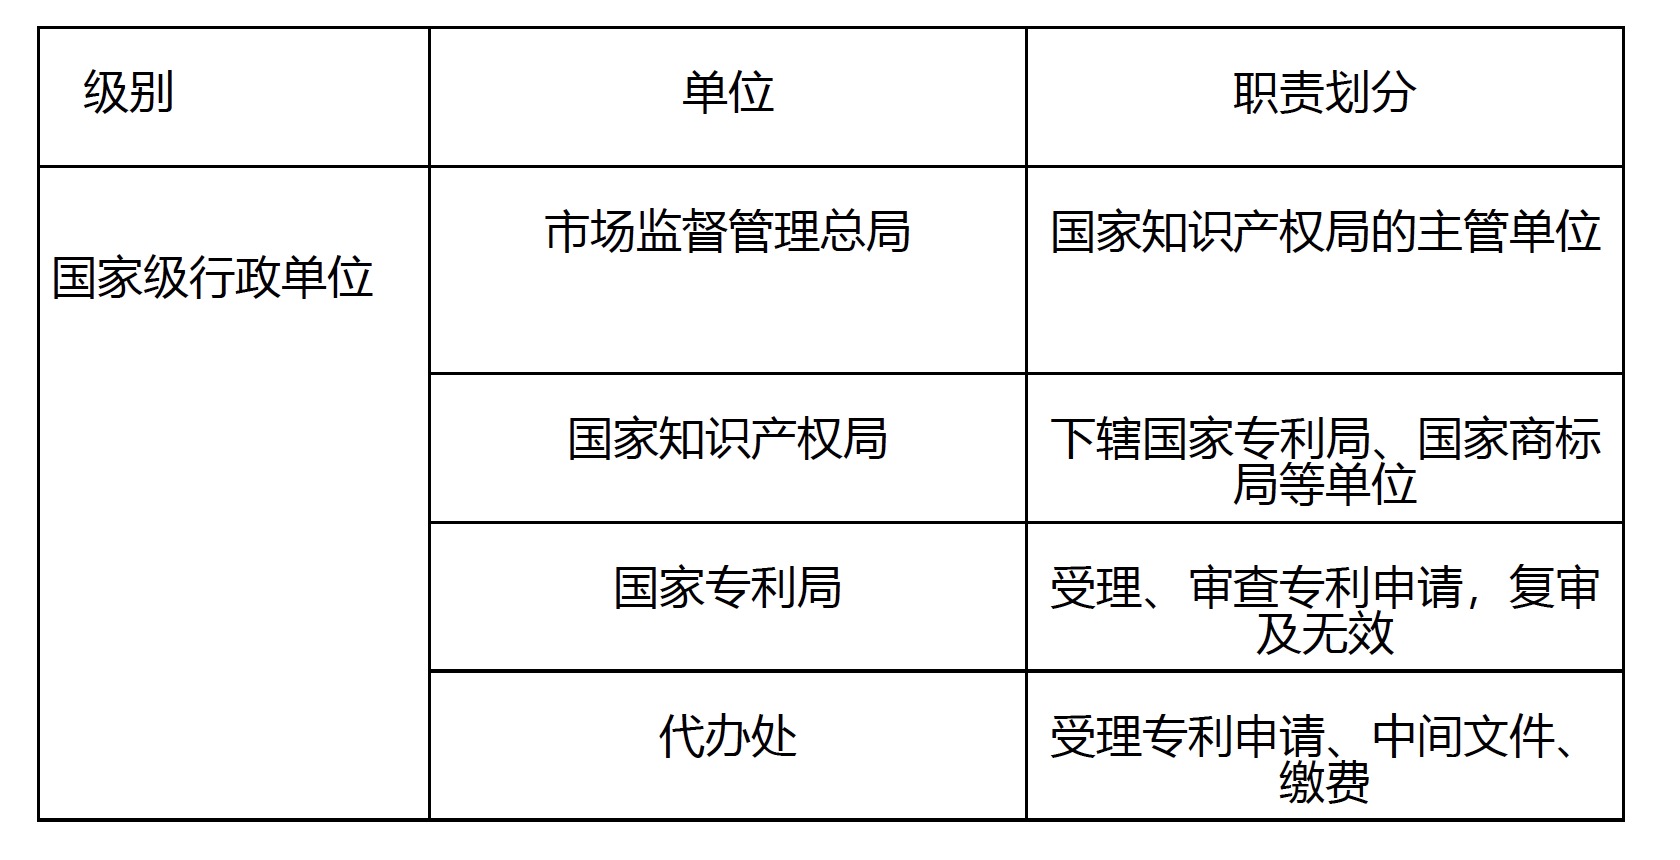 级别
单位
职责划分
国家级行政单位
市场监督管理总局
国家知识产权局的主管单位
国家知识产权局
下辖国家专利局、国家商标
局等单位
国家专利局
受理、审查专利申请，复审
及无效
代办处
受理专利申请、中间文件、
缴费